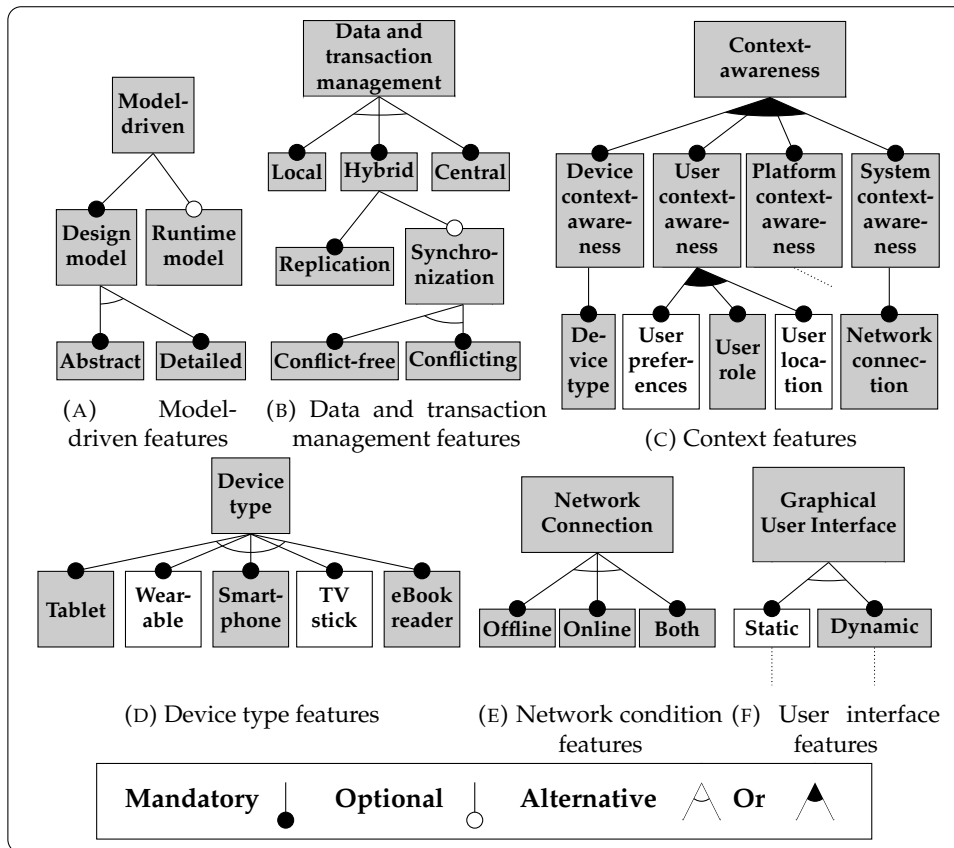 Model-
driven
Design
model
Runtime
model
Abstract
Detailed
(A) Model-
driven features
Data and
transaction
management
Local
Hybrid
Central
Replication
Synchro-
nization
Conflict-free
Conflicting
(B) Data and transaction
management features
Context-
awareness
Device
context-
aware-
ness
User
context-
aware-
ness
Platform
context-
aware-
ness
System
context-
aware-
ness
De-
vice
type
User
pref-
erences
User
role
User
lo-
cation
Network
connec-
tion
(C) Context features
Device
type
Tablet
Wear-
able
Smart-
phone
TV
stick
eBook
reader
(D) Device type features
Network
Connection
Offline
Online
Both
(E) Network condition
features
Graphical
User Interface
Static
Dynamic
(F) User interface
features
Mandatory
Optional
Alternative
Or